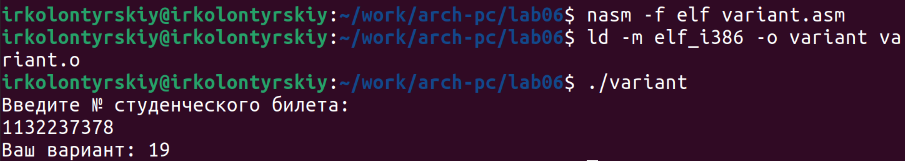 irkolontyrskiy@irkolontyrskiy:~/work/arch-pc/lab06$ nasm -f elf variant.asm
irkolontyrskiy@irkolontyrskiy:~/work/arch-pc/lab06$ ld -m elf_i386 -o variant va
riant.o
irkolontyrskiy@irkolontyrskiy:~/work/arch-pc/lab06$ ./variant
Введите № студенческого билета:
1132237378
Ваш вариант: 19